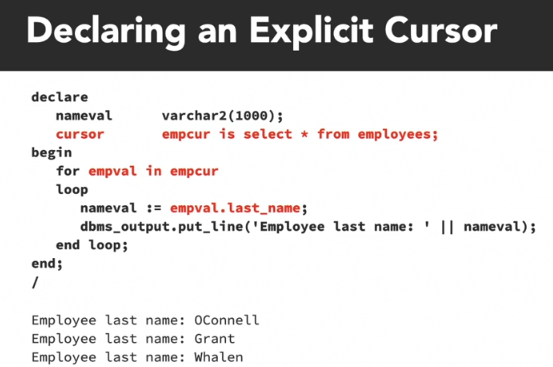 Declaring an Explicit Cursor
declare
nameval varchar2(1000);
cursor empcur is select * from employees;
begin
for empval in empcur
loop
nameval := empval.last_name;
dbms_output.put_line('Employee last name: ' || nameval);
end loop;
end;
/
Employee last name: OConnell
Employee last name: Grant
Employee last name: Whalen